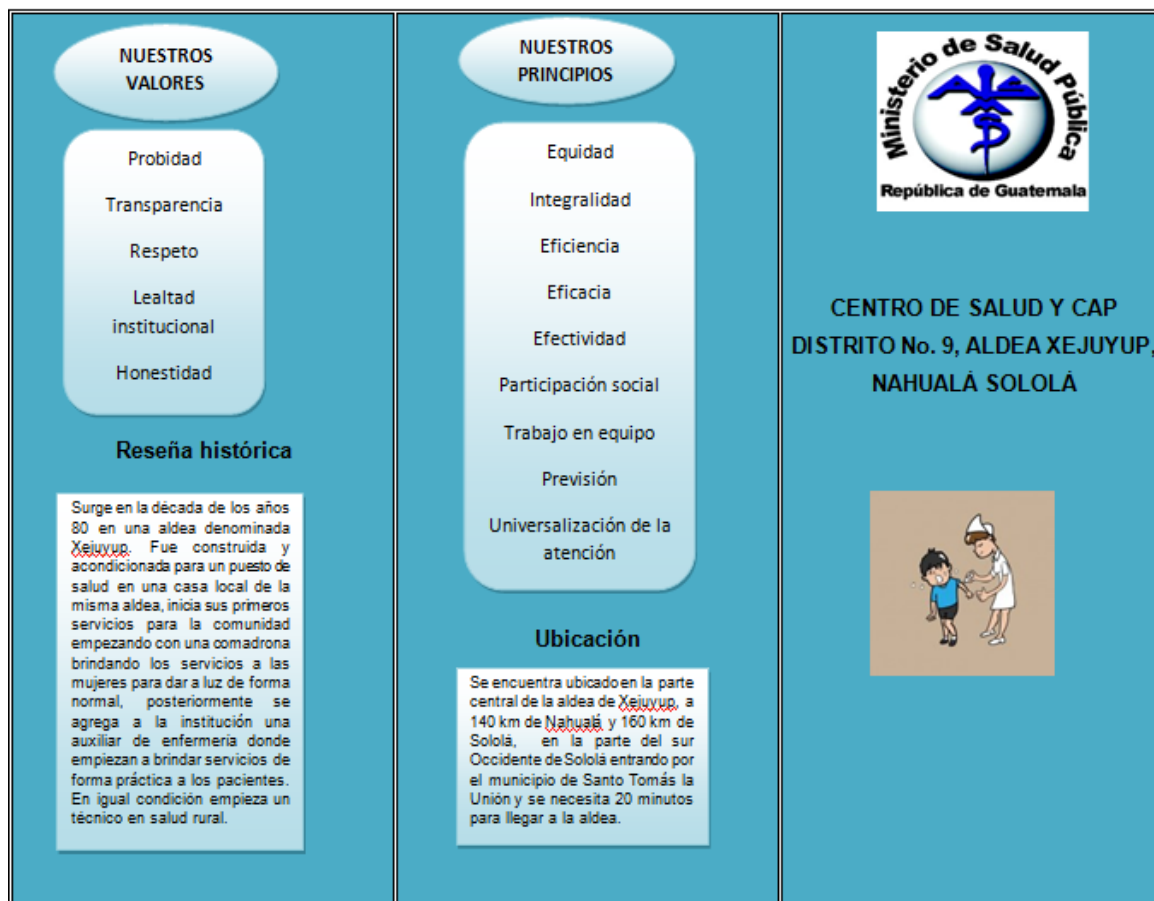 NUESTROS
VALORES
Probidad
Transparencia
Respeto
Lealtad
institucional
Honestidad
Reseña histórica
Surge en la década de los años
80 en una aldea denominada
Xejuyup. Fue construida y
acondicionada para un puesto de
salud en una casa local de la
misma aldea, inicia sus primeros
servicios para la comunidad
empezando con una comadrona
brindando los servicios a las
mujeres para dar a luz de forma
normal, posteriormente se
agrega a la institución una
auxiliar de enfermería donde
empiezan a brindar servicios de
forma práctica a los pacientes.
En igual condición empieza un
técnico en salud rural.
NUESTROS
PRINCIPIOS
Equidad
Integralidad
Eficiencia
Eficacia
Efectividad
Participación social
Trabajo en equipo
Previsión
Universalización de la
atención
Ubicación
Se encuentra ubicado en la parte
central de la aldea de Xejuyup, a
140 km de Nahualá y 160 km de
Sololá, en la parte del sur
Occidente de Sololá entrando por
el municipio de Santo Tomás la
Unión y se necesita 20 minutos
para llegar a la aldea.
Ministerio de Salud Pública
República de Guatemala
CENTRO DE SALUD Y CAP
DISTRITO No. 9, ALDEA XEJUYUP,
NAHUALÁ SOLOLÁ